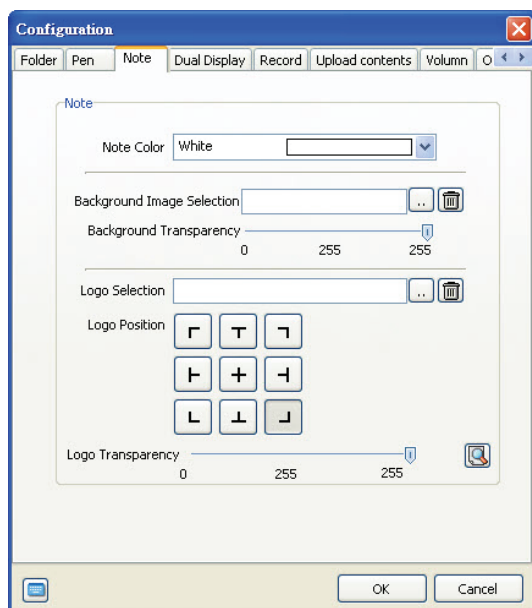 Configuration
Folder Pen Note Dual Display Record Upload contents Volumn O
Note
Note Color White
Background Image Selection ..
Background Transparency
0 255 255
Logo Selection ..
Logo Position
Logo Transparency
0 255 255
OK Cancel